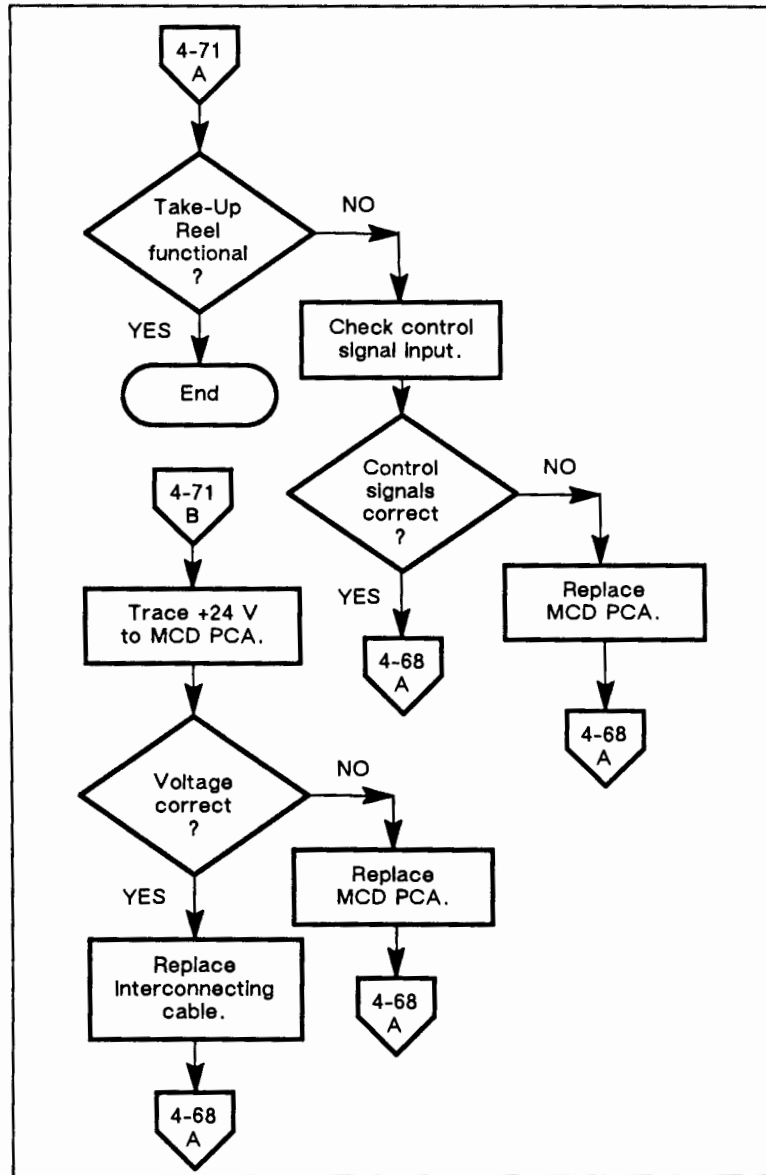 4-71
A
Take-Up
Reel
functional
?
NO
YES
End
Check control
signal input.
Control
signals
correct
?
NO
YES
4-68
A
Replace
MCD PCA.
4-68
A
4-71
B
Trace +24 V
to MCD PCA.
Voltage
correct
?
NO
YES
Replace
MCD PCA.
4-68
A
Replace
Interconnecting
cable.
4-68
A